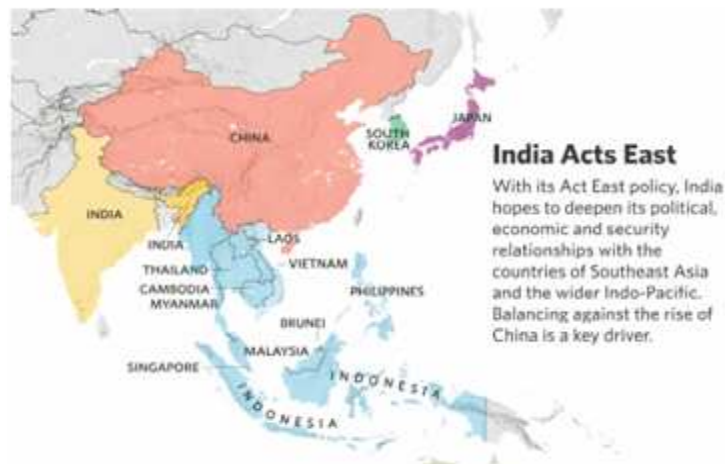 CHINA
SOUTH
KOREA
JAPAN
India Acts East
With its Act East policy, India
hopes to deepen its political,
economic and security
relationships with the
countries of Southeast Asia
and the wider Indo-Pacific.
Balancing against the rise of
China is a key driver.
INDIA
INDIA
LAOS
THAILAND
VIETNAM
CAMBODIA
MYANMAR
PHILIPPINES
BRUNEI
MALAYSIA
SINGAPORE
INDONESIA
INDONESIA